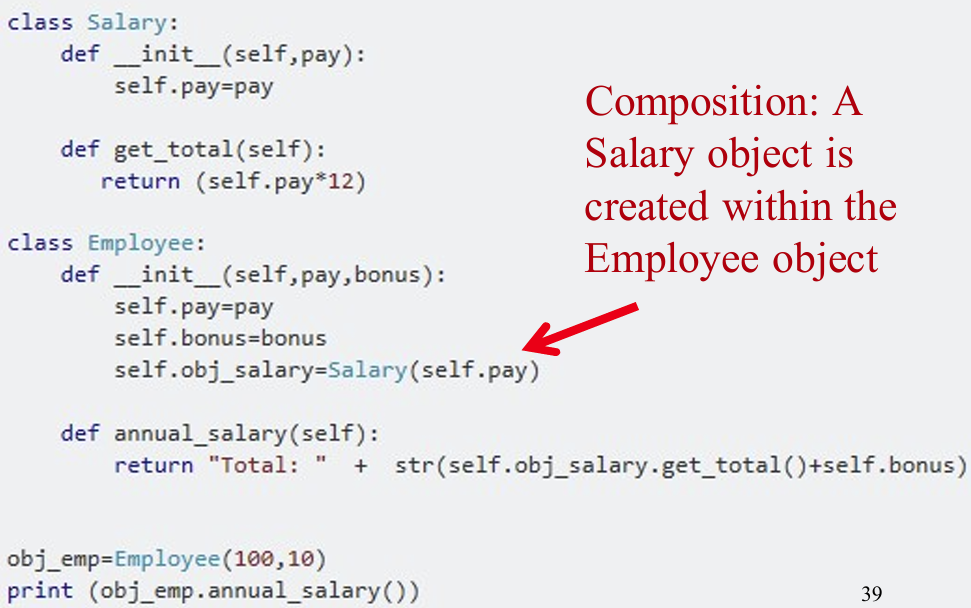 class Salary:
    def __init__(self,pay):
        self.pay=pay

    def get_total(self):
       return (self.pay*12)

class Employee:
    def __init__(self,pay,bonus):
        self.pay=pay
        self.bonus=bonus
        self.obj_salary=Salary(self.pay)

    def annual_salary(self):
        return "Total: "  +  str(self.obj_salary.get_total()+self.bonus)


obj_emp=Employee(100,10)
print (obj_emp.annual_salary())
Composition: A
Salary object is
created within the
Employee object
39